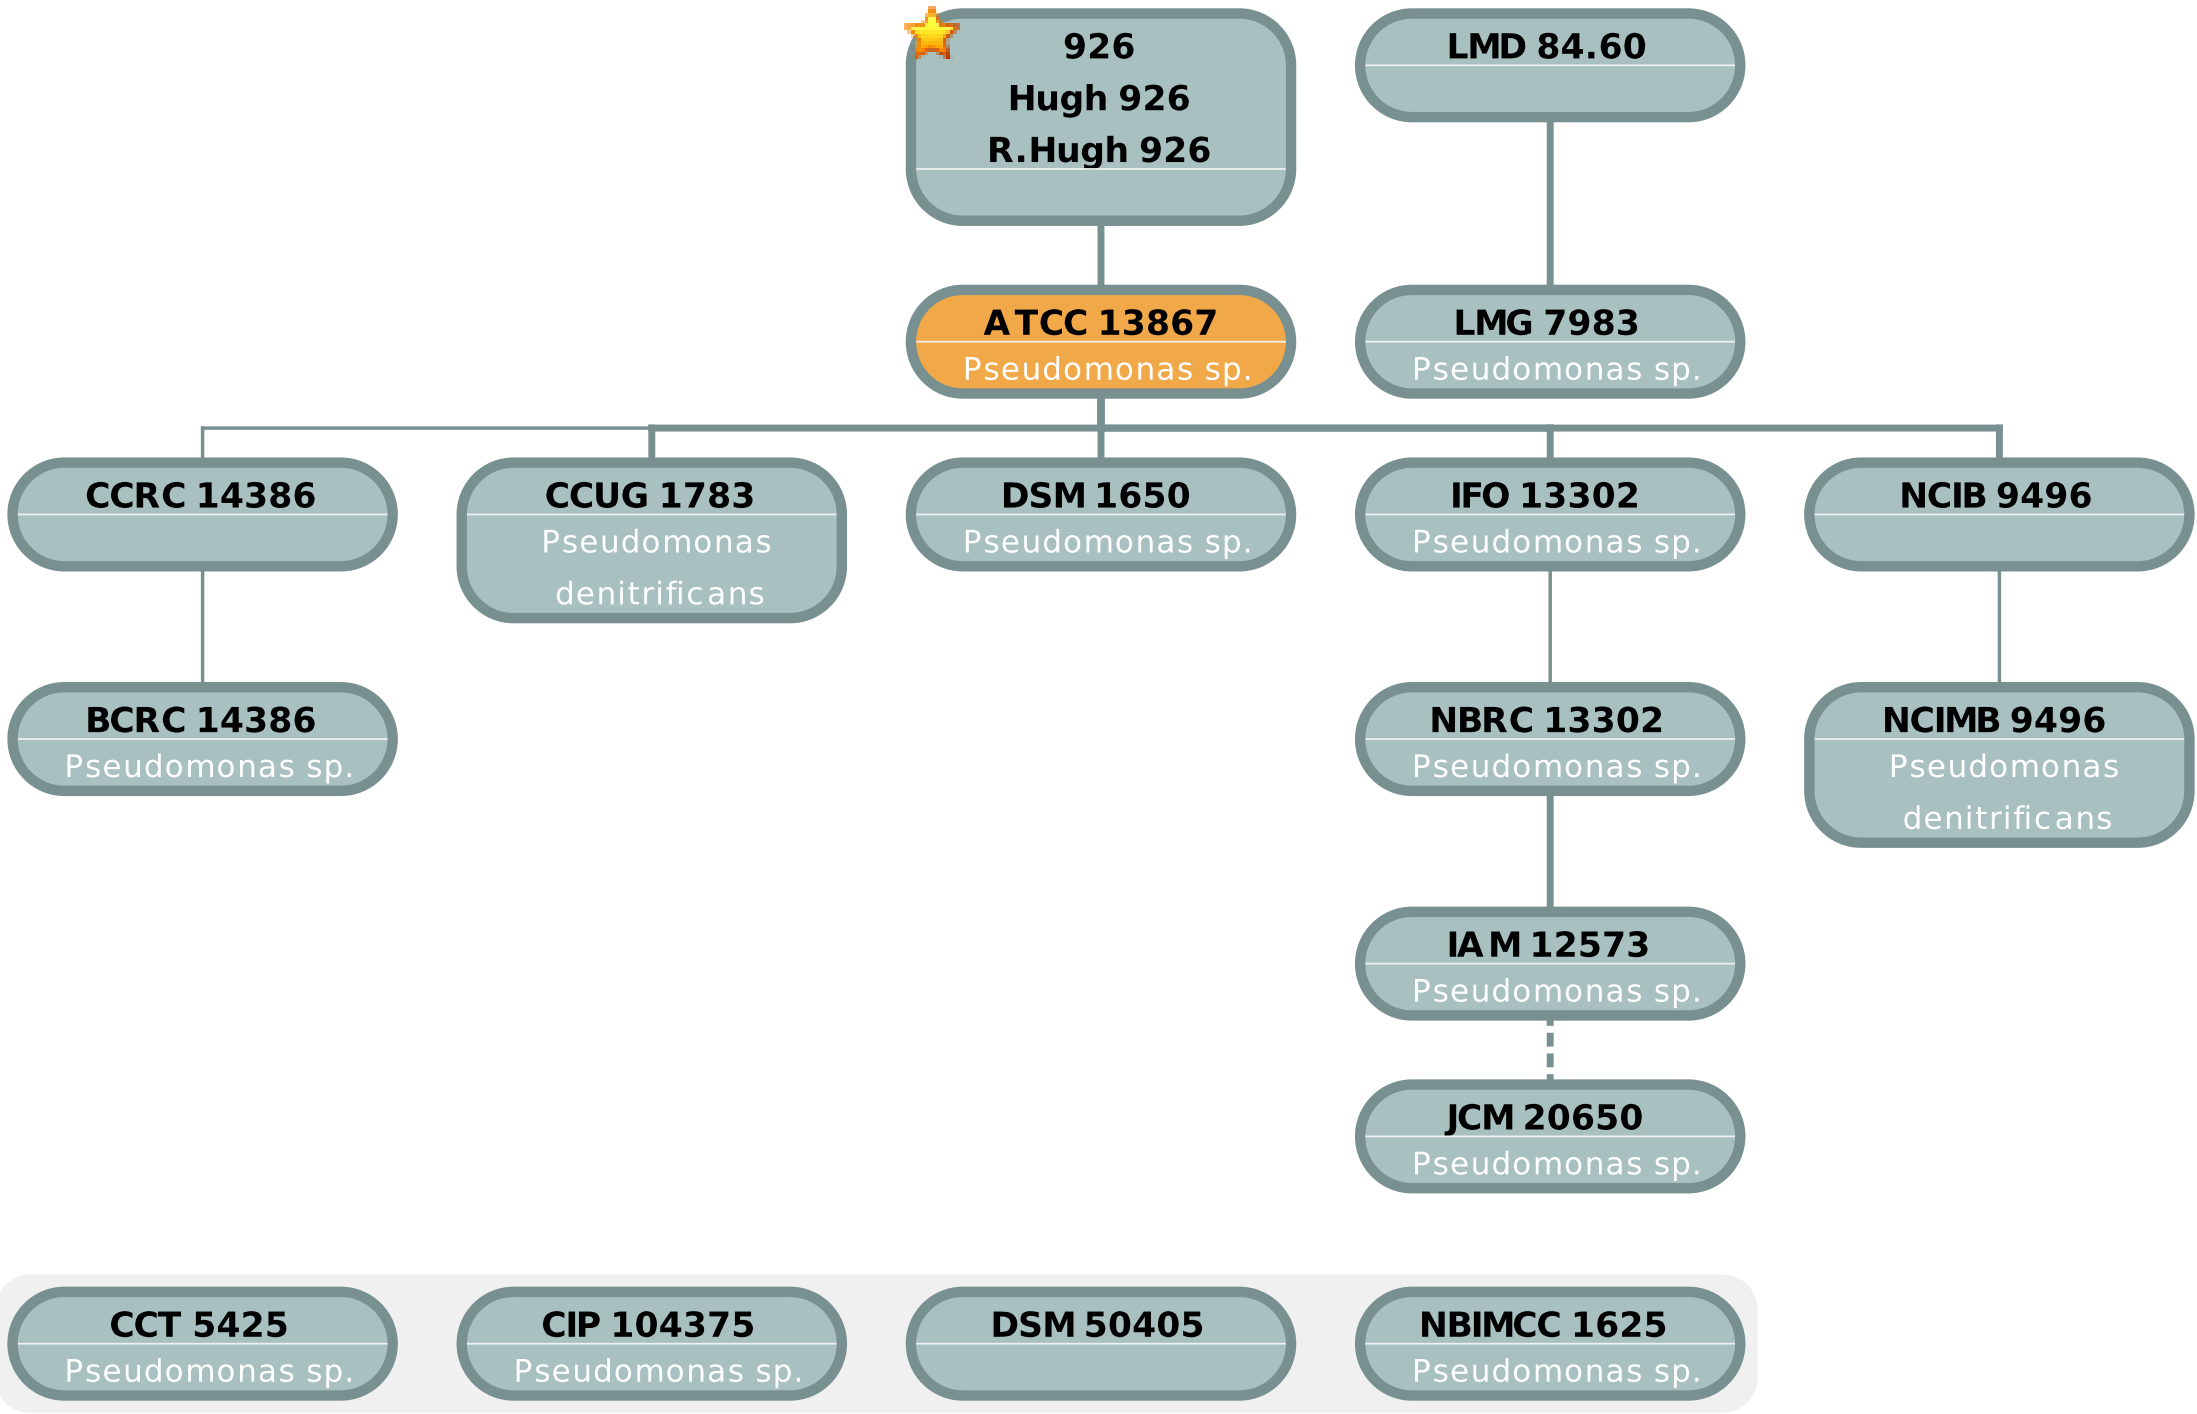 926
Hugh 926
R.Hugh 926
LMD 84.60
ATCC 13867
Pseudomonas sp.
LMG 7983
Pseudomonas sp.
CCRC 14386
CCUG 1783
Pseudomonas
denitrificans
DSM 1650
Pseudomonas sp.
IFO 13302
Pseudomonas sp.
NCIB 9496
BCRC 14386
Pseudomonas sp.
NBRC 13302
Pseudomonas sp.
NCIMB 9496
Pseudomonas
denitrificans
IAM 12573
Pseudomonas sp.
JCM 20650
Pseudomonas sp.
CCT 5425
Pseudomonas sp.
CIP 104375
Pseudomonas sp.
DSM 50405
NBIMCC 1625
Pseudomonas sp.